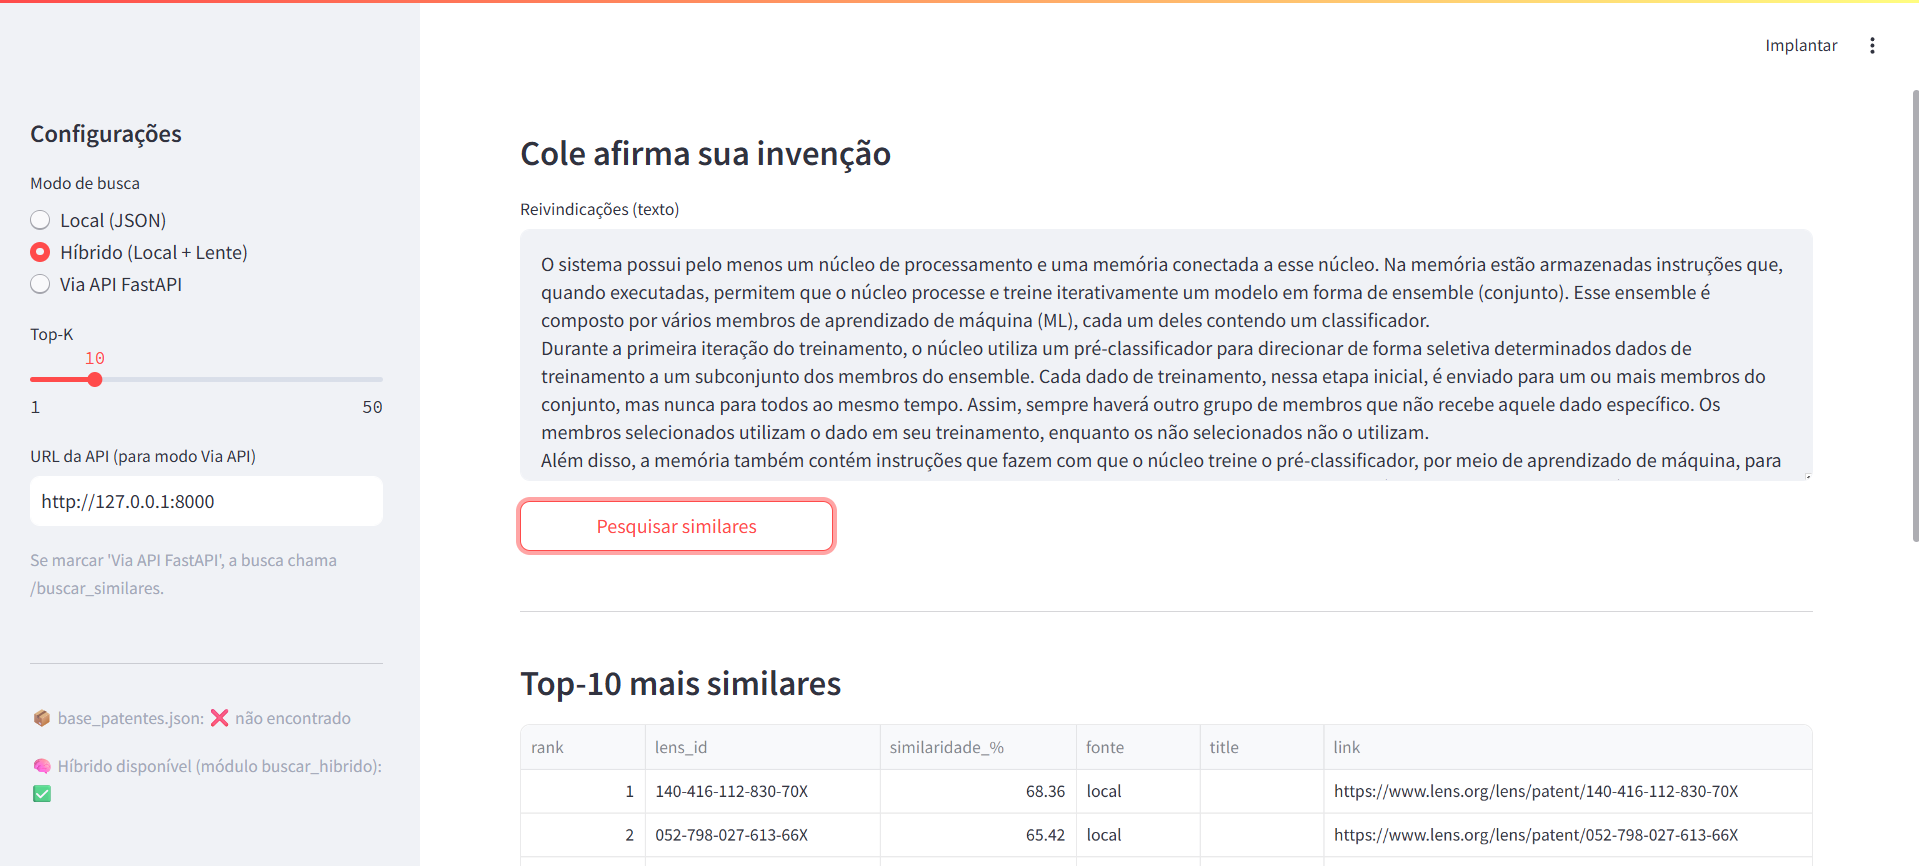 Implantar
Configurações
Modo de busca
Local (JSON)
Híbrido (Local + Lente)
Via API FastAPI
Top-K
10
1 50
URL da API (para modo Via API)
http://127.0.0.1:8000
Se marcar 'Via API FastAPI', a busca chama
/buscar_similares.
base_patentes.json: ❌ não encontrado
Híbrido disponível (módulo buscar_hibrido):
Cole afirma sua invenção
Reivindicações (texto)
O sistema possui pelo menos um núcleo de processamento e uma memória conectada a esse núcleo. Na memória estão armazenadas instruções que,
quando executadas, permitem que o núcleo processe e treine iterativamente um modelo em forma de ensemble (conjunto). Esse ensemble é
composto por vários membros de aprendizado de máquina (ML), cada um deles contendo um classificador.
Durante a primeira iteração do treinamento, o núcleo utiliza um pré-classificador para direcionar de forma seletiva determinados dados de
treinamento a um subconjunto dos membros do ensemble. Cada dado de treinamento, nessa etapa inicial, é enviado para um ou mais membros do
conjunto, mas nunca para todos ao mesmo tempo. Assim, sempre haverá outro grupo de membros que não recebe aquele dado específico. Os
membros selecionados utilizam o dado em seu treinamento, enquanto os não selecionados não o utilizam.
Além disso, a memória também contém instruções que fazem com que o núcleo treine o pré-classificador, por meio de aprendizado de máquina, para
Pesquisar similares
Top-10 mais similares
rank lens_id similaridade_% fonte title link
1 140-416-112-830-70X 68.36 local https://www.lens.org/lens/patent/140-416-112-830-70X
2 052-798-027-613-66X 65.42 local https://www.lens.org/lens/patent/052-798-027-613-66X